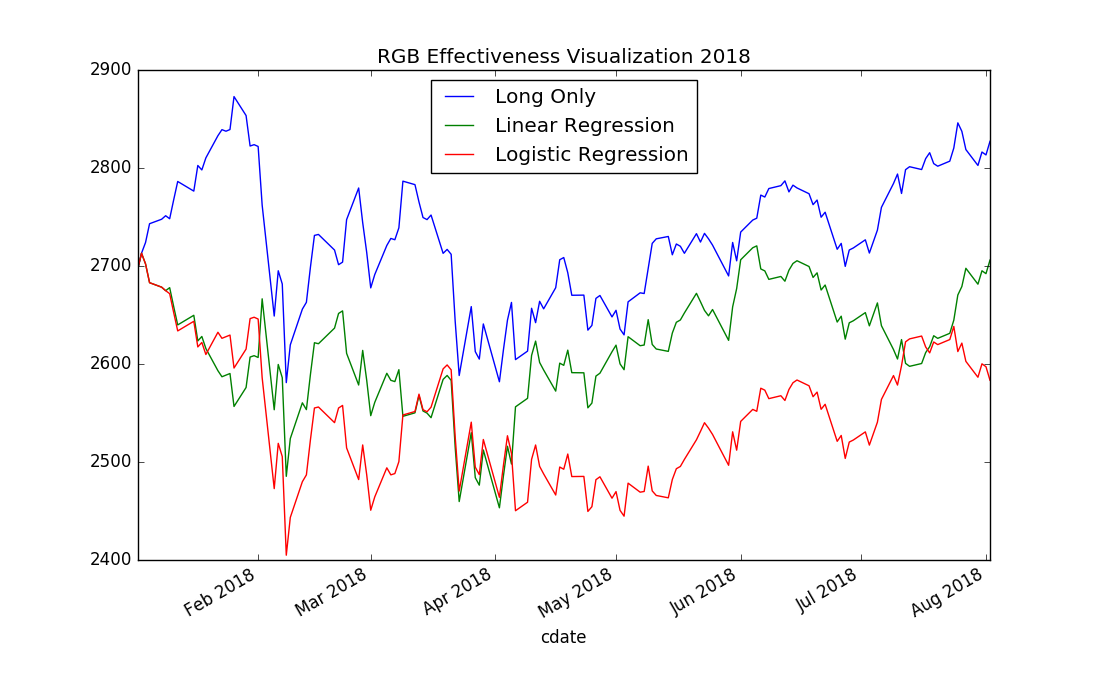 RGB Effectiveness Visualization 2018
Long Only
Linear Regression
Logistic Regression
2900
2800
2700
2600
2500
2400
Feb 2018
Mar 2018
Apr 2018
May 2018
Jun 2018
Jul 2018
Aug 2018
cdate